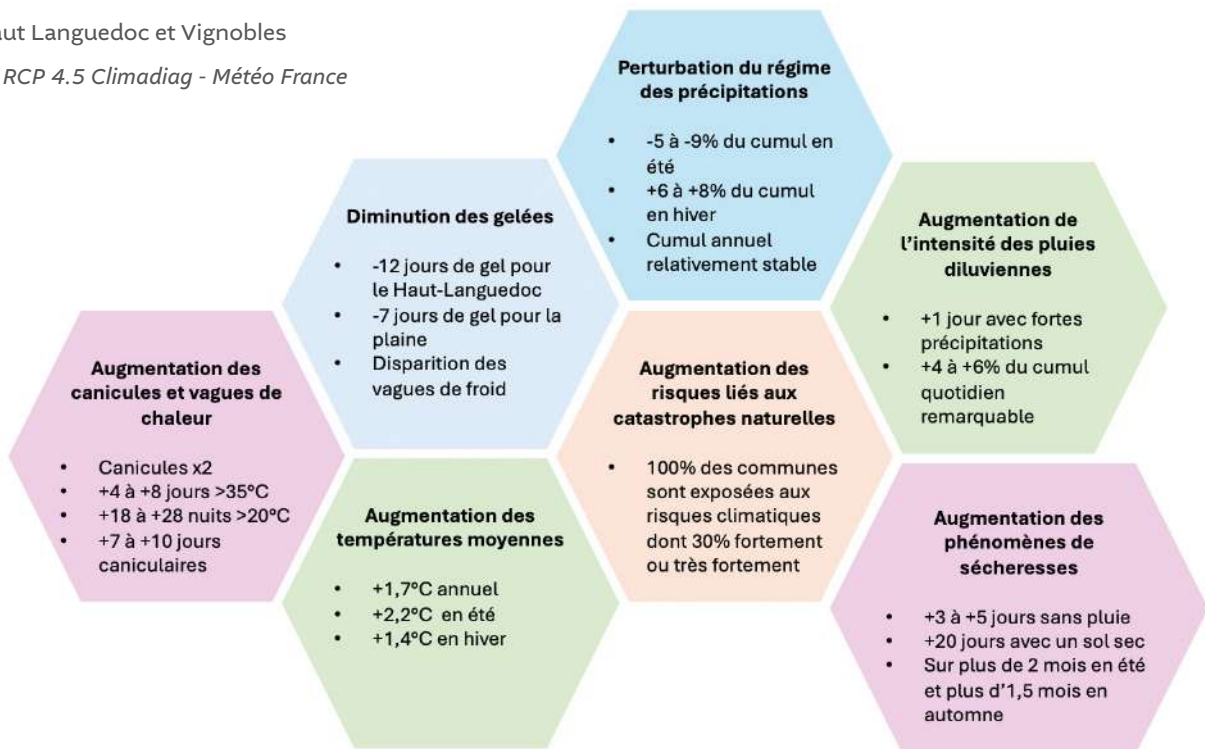 aut Languedoc et Vignobles
RCP 4.5 Climadiag - Météo France
Perturbation du régime
des précipitations
• -5 à -9% du cumul en
été
• +6 à +8% du cumul
en hiver
• Cumul annuel
relativement stable
Diminution des gelées
• -12 jours de gel pour
le Haut-Languedoc
• -7 jours de gel pour la
plaine
• Disparition des
vagues de froid
Augmentation de
l'intensité des pluies
diluviennes
• +1 jour avec fortes
précipitations
• +4 à +6% du cumul
quotidien
remarquable
Augmentation des
canicules et vagues de
chaleur
• Canicules x2
• +4 à +8 jours >35°C
• +18 à +28 nuits >20°C
• +7 à +10 jours
caniculaires
Augmentation des
risques liés aux
catastrophes naturelles
• 100% des communes
sont exposées aux
risques climatiques
dont 30% fortement
ou très fortement
Augmentation des
températures moyennes
• +1,7°C annuel
• +2,2°C en été
• +1,4°C en hiver
Augmentation des
phénomènes de
sécheresses
• +3 à +5 jours sans pluie
• +20 jours avec un sol sec
• Sur plus de 2 mois en été
et plus d'1,5 mois en
automne